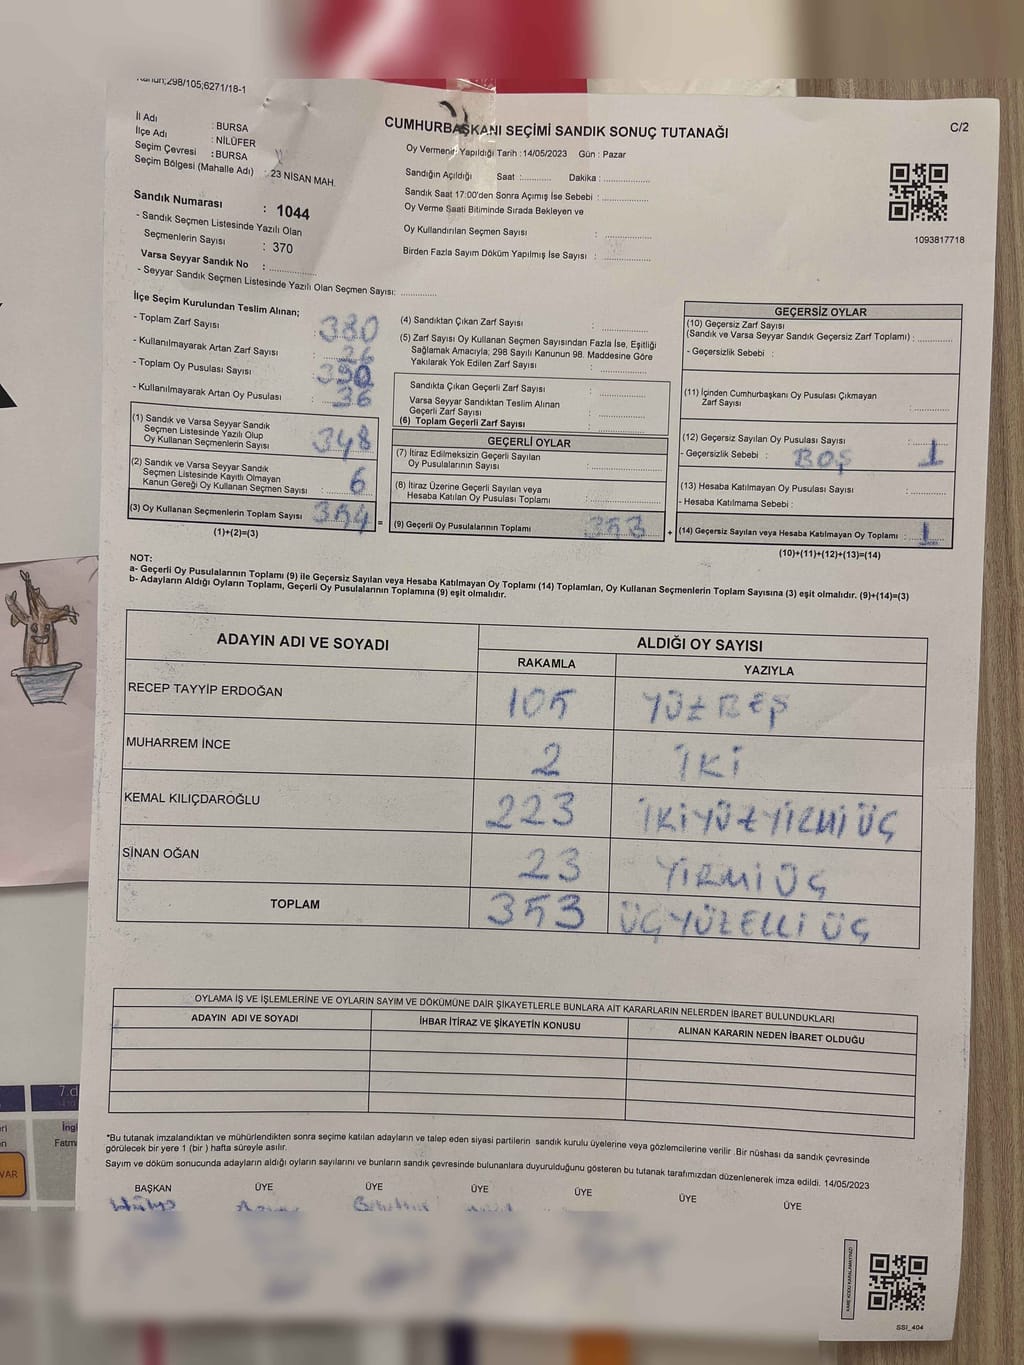 Kanun;298/105;6271/18-1
C/2
CUMHURBAŞKANI SEÇİMİ SANDIK SONUÇ TUTANAĞI
İl Adı : BURSA
İlçe Adı : NİLÜFER
Seçim Çevresi : BURSA
Seçim Bölgesi (Mahalle Adı) : 23 NİSAN MAH.
Sandık Numarası : 1044
- Sandık Seçmen Listesinde Yazılı Olan
Seçmenlerin Sayısı : 370
Varsa Seyyar Sandık No : ...............
- Seyyar Sandık Seçmen Listesinde Yazılı Olan Seçmen Sayısı: ............
Oy Vermenin Yapıldığı Tarih : 14/05/2023 Gün : Pazar
Sandığın Açıldığı Saat :.......... Dakika : ...............
Sandık Saat 17:00'den Sonra Açımış İse Sebebi : ...............
Oy Verme Saati Bitiminde Sırada Bekleyen ve
Oy Kullandırılan Seçmen Sayısı : ...............
Birden Fazla Sayım Döküm Yapılmış İse Sayısı : ...............
1093817718
İlçe Seçim Kurulundan Teslim Alınan;
- Toplam Zarf Sayısı : 380
- Kullanılmayarak Artan Zarf Sayısı : 26
- Toplam Oy Pusulası Sayısı : 390
- Kullanılmayarak Artan Oy Pusulası : 36
(1) Sandık ve Varsa Seyyar Sandık
Seçmen Listesinde Yazılı Olup
Oy Kullanan Seçmenlerin Sayısı : 348
(2) Sandık ve Varsa Seyyar Sandık
Seçmen Listesinde Kayıtlı Olmayan
Kanun Gereği Oy Kullanan Seçmen Sayısı : 6
(3) Oy Kullanan Seçmenlerin Toplam Sayısı : 354 =
(1)+(2)=(3)
(4) Sandıktan Çıkan Zarf Sayısı : ...............
(5) Zarf Sayısı Oy Kullanan Seçmen Sayısından Fazla İse, Eşitliği
Sağlamak Amacıyla; 298 Sayılı Kanunun 98. Maddesine Göre
Yakılarak Yok Edilen Zarf Sayısı : ...............
Sandıkta Çıkan Geçerli Zarf Sayısı : ...............
Varsa Seyyar Sandıktan Teslim Alınan
Geçerli Zarf Sayısı : ...............
(6) Toplam Geçerli Zarf Sayısı : ...............
GEÇERLİ OYLAR
(7) İtiraz Edilmeksizin Geçerli Sayılan
Oy Pusulalarının Sayısı : ...............
(8) İtiraz Üzerine Geçerli Sayılan veya
Hesaba Katılan Oy Pusulası Toplamı : ...............
(9) Geçerli Oy Pusulalarının Toplamı : 353 +
GEÇERSİZ OYLAR
(10) Geçersiz Zarf Sayısı
(Sandık ve Varsa Seyyar Sandık Geçersiz Zarf Toplamı) : ............
- Geçersizlik Sebebi :
(11) İçinden Cumhurbaşkanı Oy Pusulası Çıkmayan
Zarf Sayısı : ............
(12) Geçersiz Sayılan Oy Pusulası Sayısı : 1
- Geçersizlik Sebebi : BOŞ
(13) Hesaba Katılmayan Oy Pusulası Sayısı : ............
- Hesaba Katılmama Sebebi :
(14) Geçersiz Sayılan veya Hesaba Katılmayan Oy Toplamı : 1
(10)+(11)+(12)+(13)=(14)
NOT:
a- Geçerli Oy Pusulalarının Toplamı (9) ile Geçersiz Sayılan veya Hesaba Katılmayan Oy Toplamı (14) Toplamları, Oy Kullanan Seçmenlerin Toplam Sayısına (3) eşit olmalıdır. (9)+(14)=(3)
b- Adayların Aldığı Oyların Toplamı, Geçerli Oy Pusulalarının Toplamına (9) eşit olmalıdır.
ADAYIN ADI VE SOYADI ALDIĞI OY SAYISI
RAKAMLA YAZIYLA
RECEP TAYYİP ERDOĞAN 105 YÜZ BEŞ
MUHARREM İNCE 2 İKİ
KEMAL KILIÇDAROĞLU 223 İKİ YÜZ YİRMİ ÜÇ
SİNAN OĞAN 23 YİRMİ ÜÇ
TOPLAM 353 ÜÇ YÜZ ELLİ ÜÇ
OYLAMA İŞ VE İŞLEMLERİNE VE OYLARIN SAYIM VE DÖKÜMÜNE DAİR ŞİKAYETLERLE BUNLARA AİT KARARLARIN NELERDEN İBARET BULUNDUKLARI
ADAYIN ADI VE SOYADI İHBAR İTİRAZ VE ŞİKAYETİN KONUSU ALINAN KARARIN NEDEN İBARET OLDUĞU
*Bu tutanak imzalandıktan ve mühürlendikten sonra seçime katılan adayların ve talep eden siyasi partilerin sandık kurulu üyelerine veya gözlemcilerine verilir .Bir nüshası da sandık çevresinde
görülecek bir yere 1 (bir ) hafta süreyle asılır.
Sayım ve döküm sonucunda adayların aldığı oyların sayılarını ve bunların sandık çevresinde bulunanlara duyurulduğunu gösteren bu tutanak tarafımızdan düzenlenerek imza edildi. 14/05/2023
BAŞKAN ÜYE ÜYE ÜYE ÜYE ÜYE ÜYE
KARE KODU KARALAMAYINIZ!
SSİ_404
7.d
İngi
Fatm
VAR